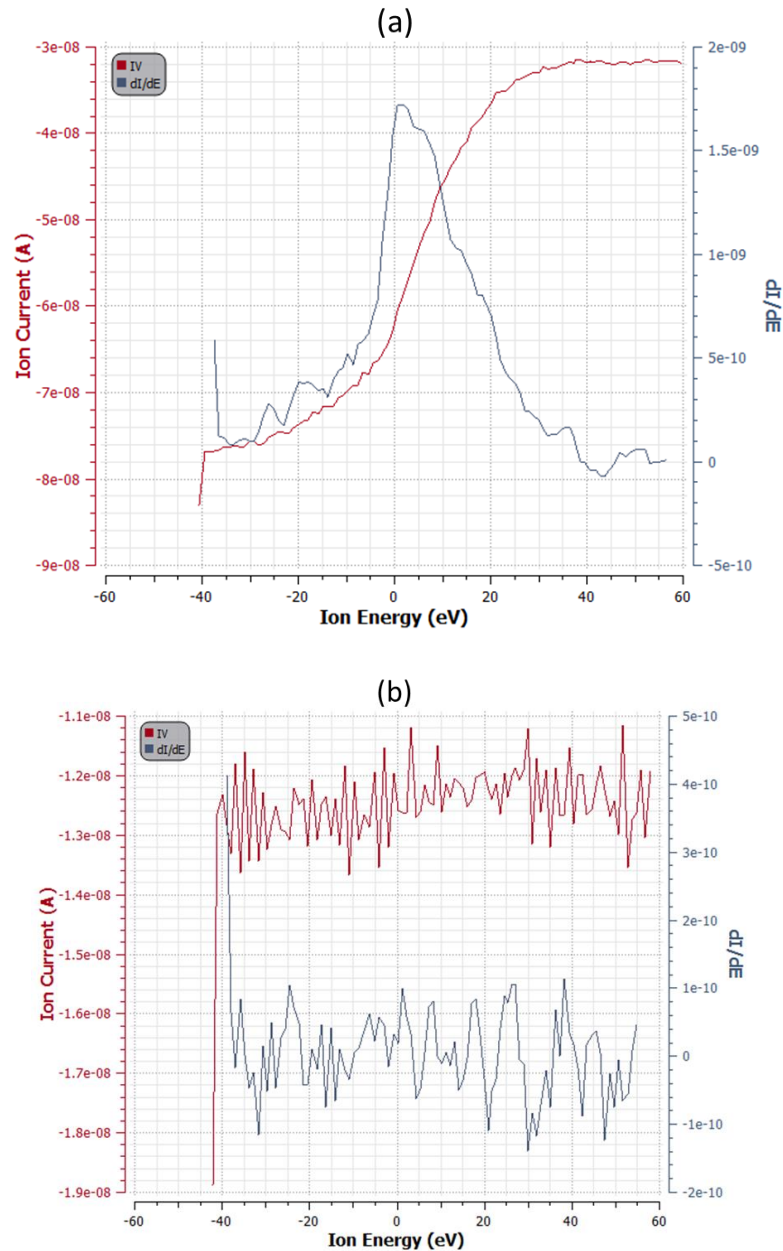 (a)
-3e-08
-4e-08
-5e-08
-6e-08
-7e-08
-8e-08
-9e-08
Ion Current (A)
IV
dI/dE
2e-09
1.5e-09
1e-09
5e-10
0
-5e-10
dI/dE
-60 -40 -20 0 20 40 60
Ion Energy (eV)
(b)
-1.1e-08
-1.2e-08
-1.3e-08
-1.4e-08
-1.5e-08
-1.6e-08
-1.7e-08
-1.8e-08
-1.9e-08
Ion Current (A)
IV
dI/dE
5e-10
4e-10
3e-10
2e-10
1e-10
0
-1e-10
-2e-10
dI/dE
-60 -40 -20 0 20 40 60
Ion Energy (eV)